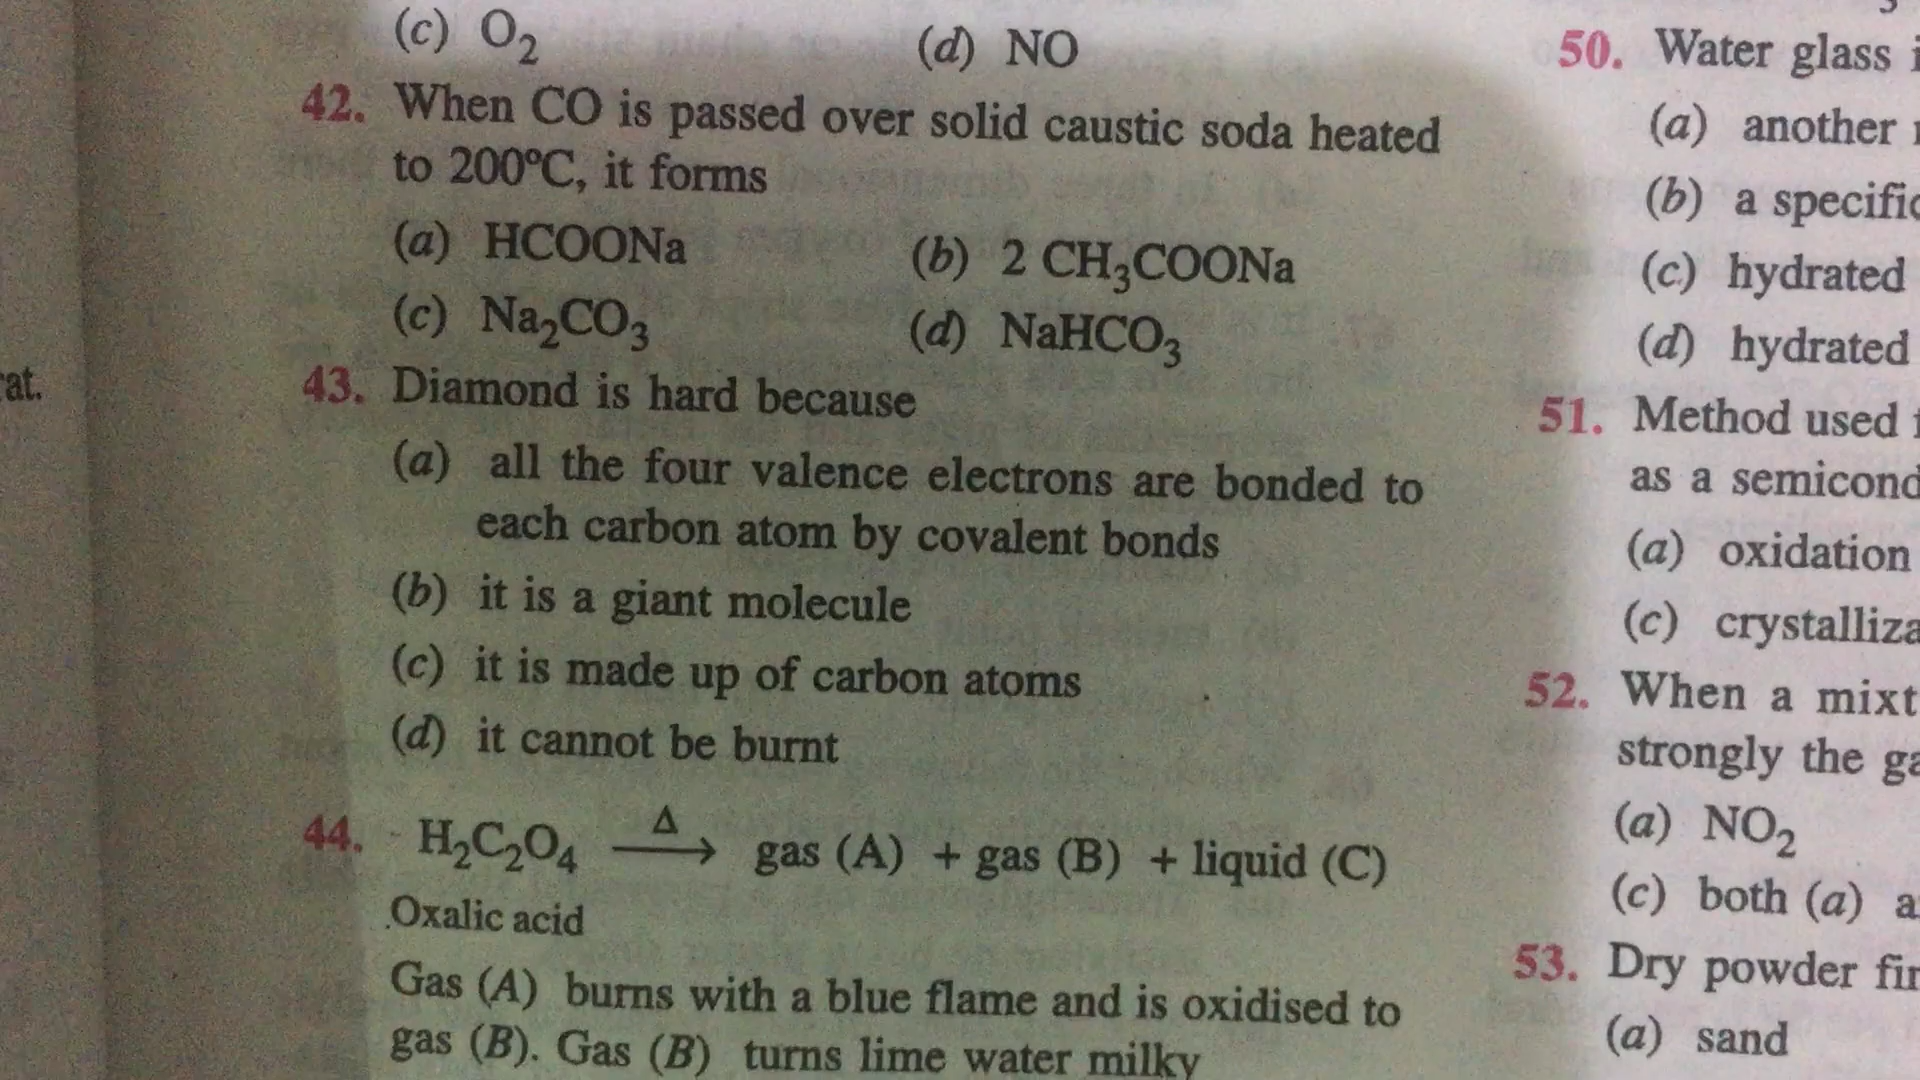 (c) O₂ (d) NO
42. When CO is passed over solid caustic soda heated
to 200°C, it forms
(a) HCOONa (b) 2 CH₃COONa
(c) Na₂CO₃ (d) NaHCO₃
43. Diamond is hard because
(a) all the four valence electrons are bonded to
each carbon atom by covalent bonds
(b) it is a giant molecule
(c) it is made up of carbon atoms
(d) it cannot be burnt
44. H₂C₂O₄ —Δ→ gas (A) + gas (B) + liquid (C)
Oxalic acid
Gas (A) burns with a blue flame and is oxidised to
gas (B). Gas (B) turns lime water milky
50. Water glass
(a) another
(b) a
(c) hydrated
(d) hydrated
51. Method used
as a
(a) oxidation
(c)
52. When a
strongly the
(a) NO₂
(c) both (a)
53. Dry powder
(a) sand